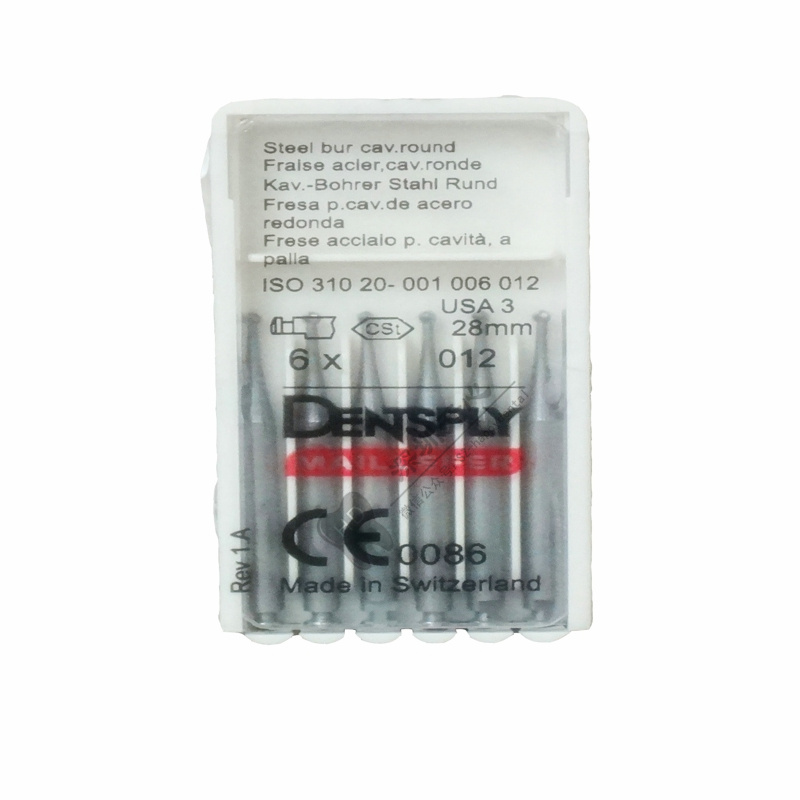 Steel bur cav.round
Fraise acier,cav.ronde
Kav.-Bohrer Stahl Rund
Fresa p.cav.de acero
redonda
Frese acciaio p. cavità, a
palla
ISO 310 20- 001 006 012
USA 3
CSt 28mm
6 x 012
DENTSPLY
MAILLEFER
CE 0086
Made in Switzerland
Rev 1.A